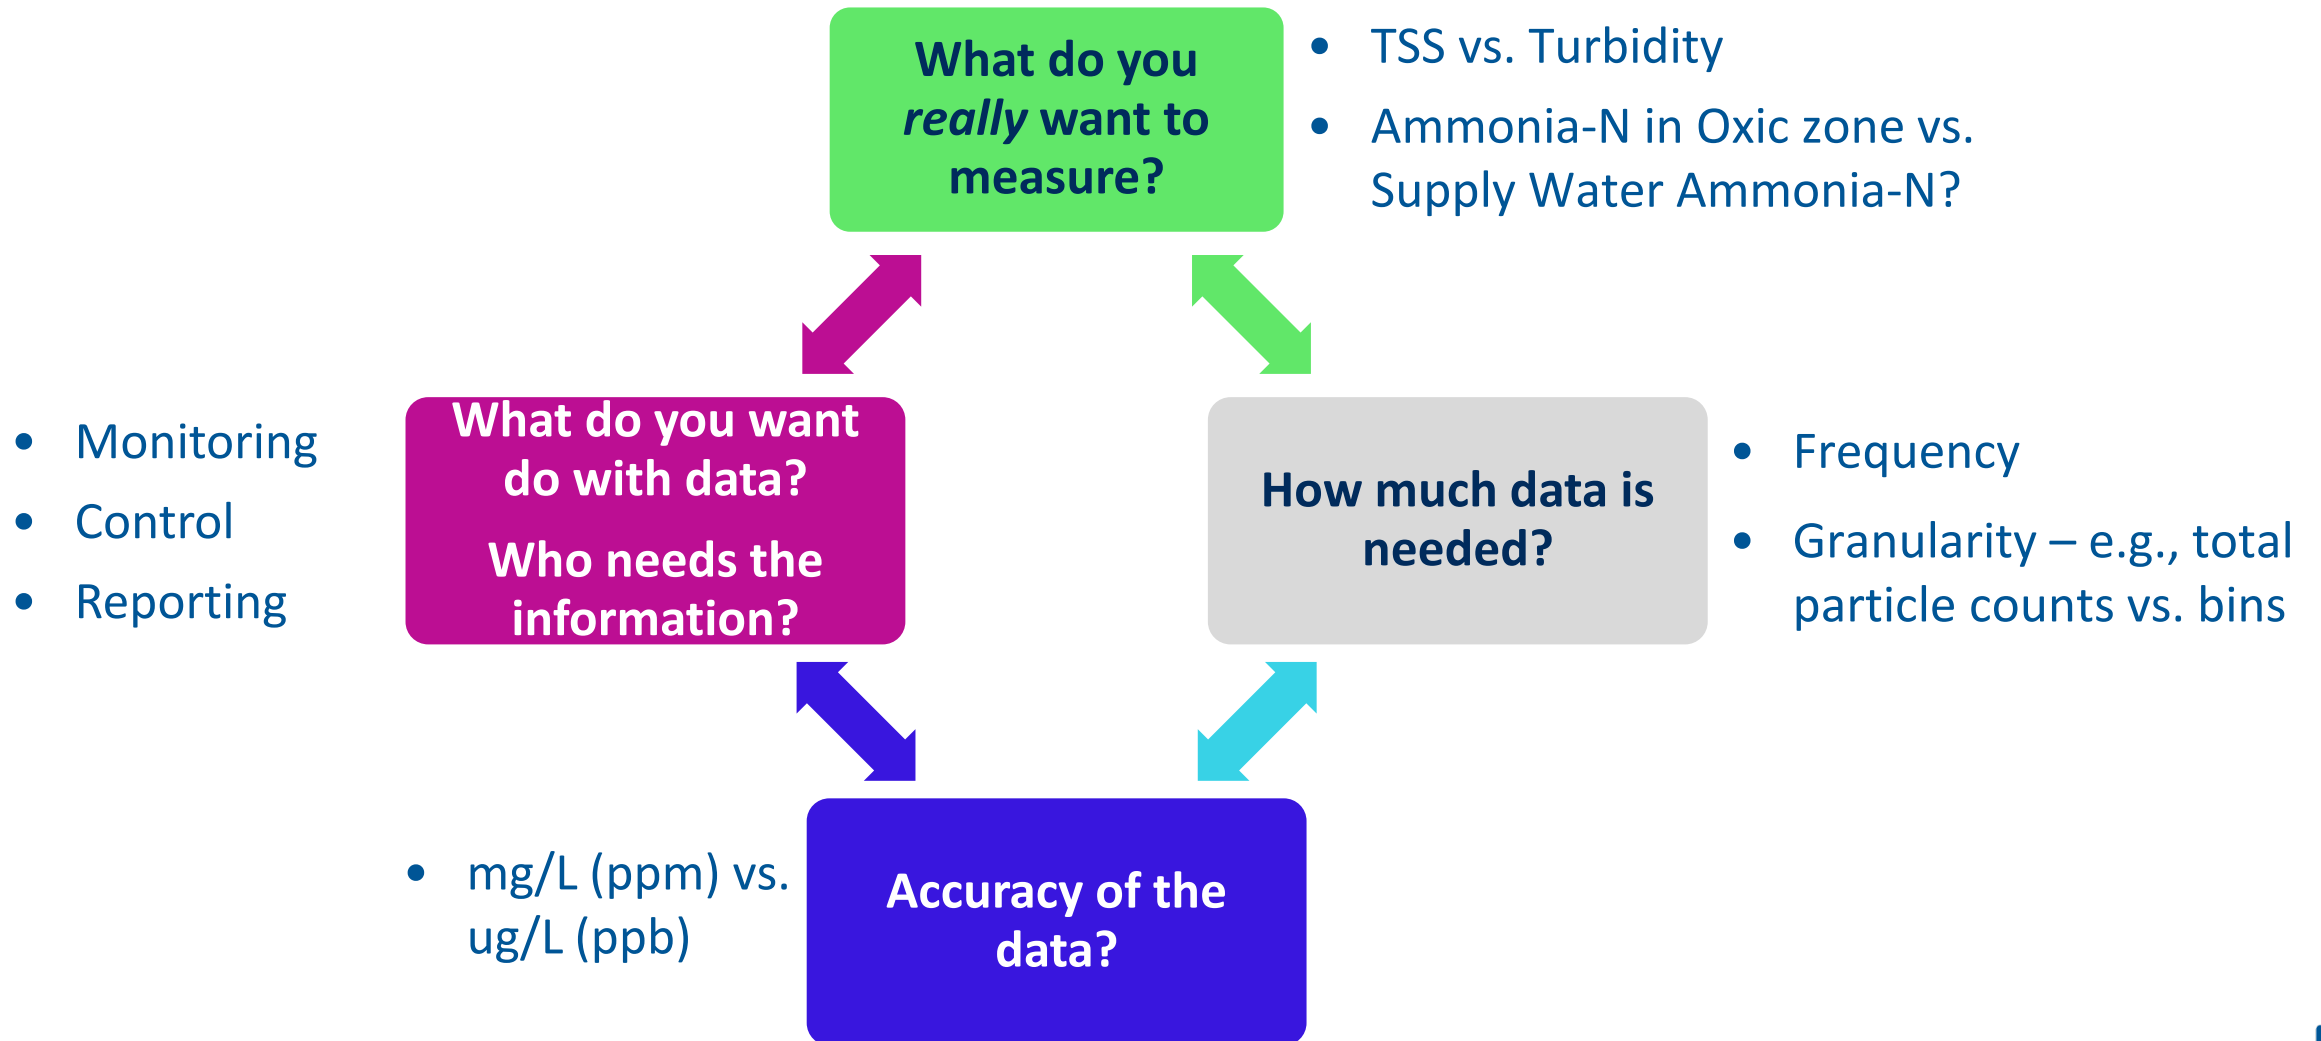 What do you
really want to
measure?
• TSS vs. Turbidity
• Ammonia-N in Oxic zone vs.
Supply Water Ammonia-N?
• Monitoring
• Control
• Reporting
What do you want
do with data?
Who needs the
information?
How much data is
needed?
• Frequency
• Granularity – e.g., total
particle counts vs. bins
• mg/L (ppm) vs.
ug/L (ppb)
Accuracy of the
data?